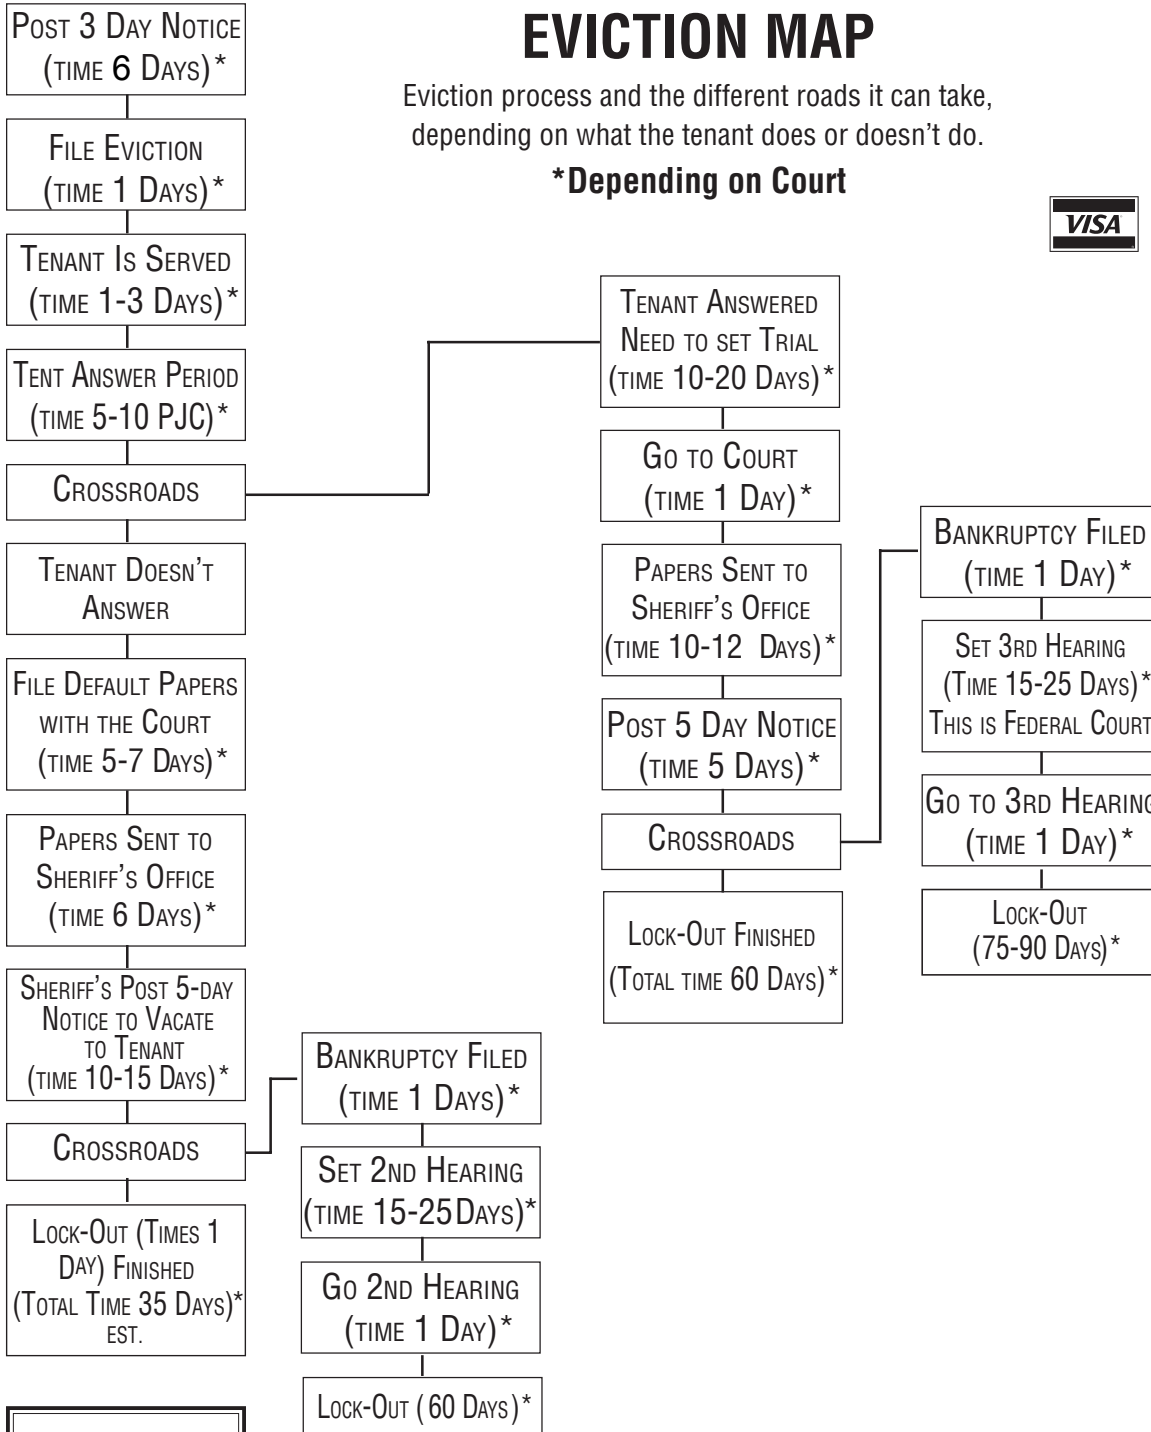 EVICTION MAP
Eviction process and the different roads it can take,
depending on what the tenant does or doesn't do.
*Depending on Court
VISA
Post 3 Day Notice
(time 6 Days)*
File Eviction
(time 1 Days)*
Tenant Is Served
(time 1-3 Days)*
Tent Answer Period
(time 5-10 PJC)*
Crossroads
Tenant Doesn't
Answer
File Default Papers
with the Court
(time 5-7 Days)*
Papers Sent to
Sheriff's Office
(time 6 Days)*
Sheriff's Post 5-day
Notice to Vacate
to Tenant
(time 10-15 Days)*
Crossroads
Lock-Out (Times 1
Day) Finished
(Total Time 35 Days)*
est.
Bankruptcy Filed
(time 1 Days)*
Set 2nd Hearing
(time 15-25Days)*
Go 2nd Hearing
(time 1 Day)*
Lock-Out (60 Days)*
Tenant Answered
Need to set Trial
(time 10-20 Days)*
Go to Court
(time 1 Day)*
Papers Sent to
Sheriff's Office
(time 10-12 Days)*
Post 5 Day Notice
(time 5 Days)*
Crossroads
Lock-Out Finished
(Total time 60 Days)*
Bankruptcy Filed
(time 1 Day)*
Set 3rd Hearing
(Time 15-25 Days)*
This is Federal Court
Go to 3rd Hearing
(time 1 Day)*
Lock-Out
(75-90 Days)*